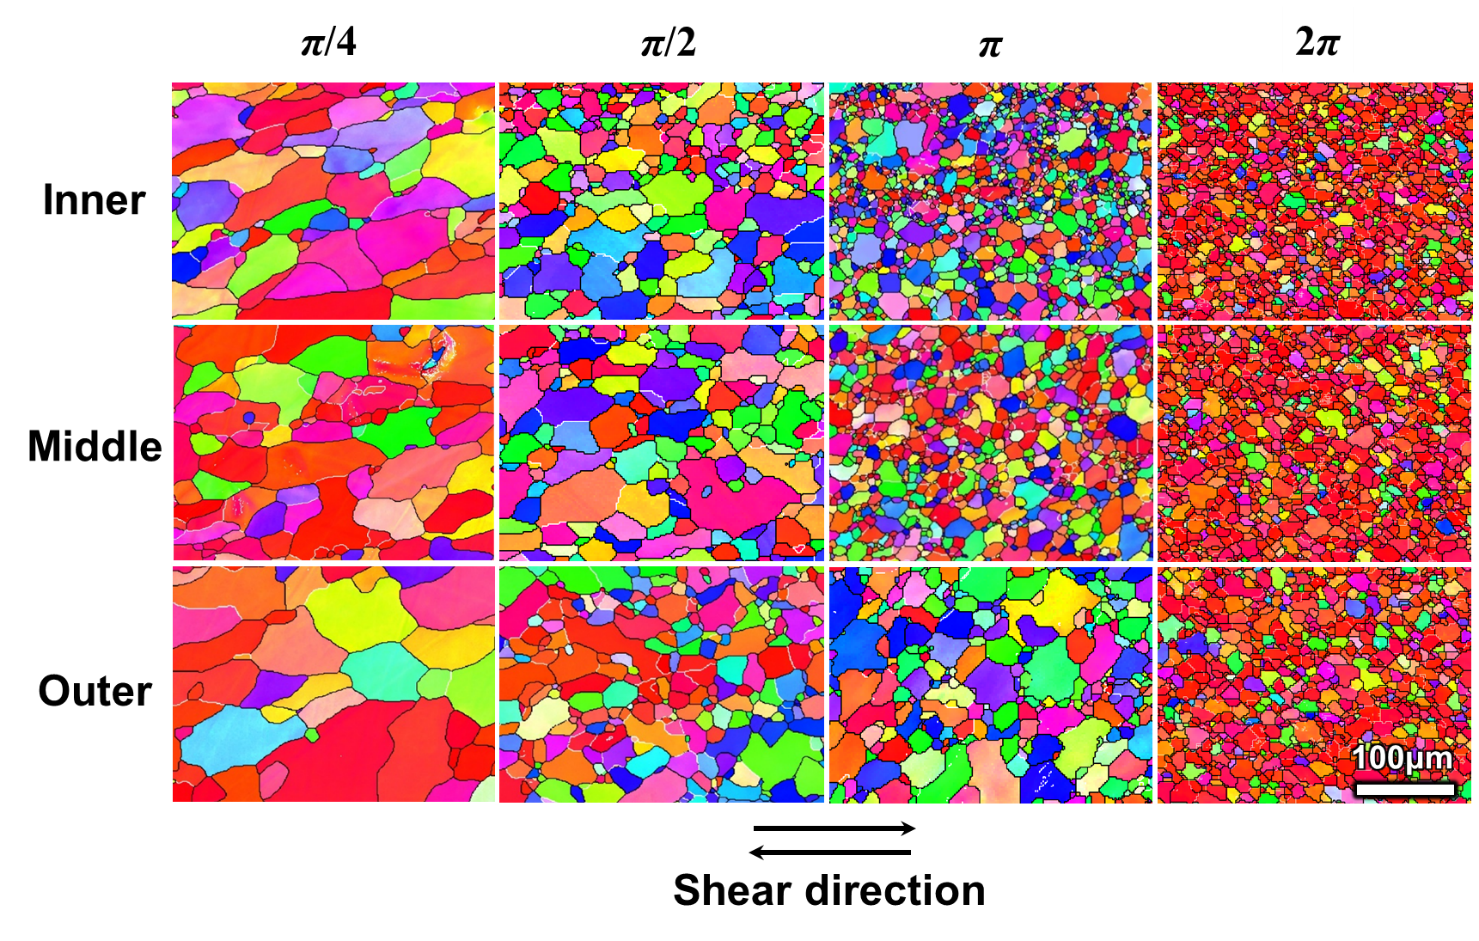 π/4 π/2 π 2π
Inner
Middle
Outer
100μm
Shear direction